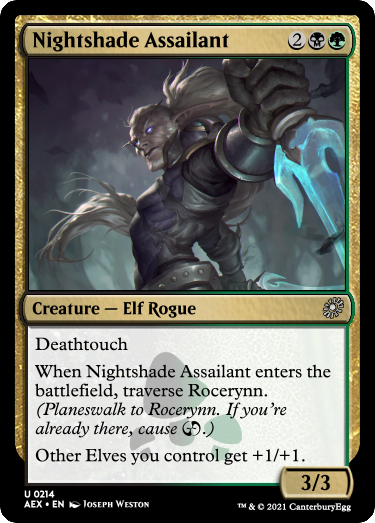 Nightshade Assailant 2
Creature — Elf Rogue
Deathtouch
When Nightshade Assailant enters the
battlefield, traverse Rocerynn.
(Planeswalk to Rocerynn. If you're
already there, cause .)
Other Elves you control get +1/+1.
3/3
U 0214
AEX • EN Joseph Weston
™ & © 2021 CanterburyEgg